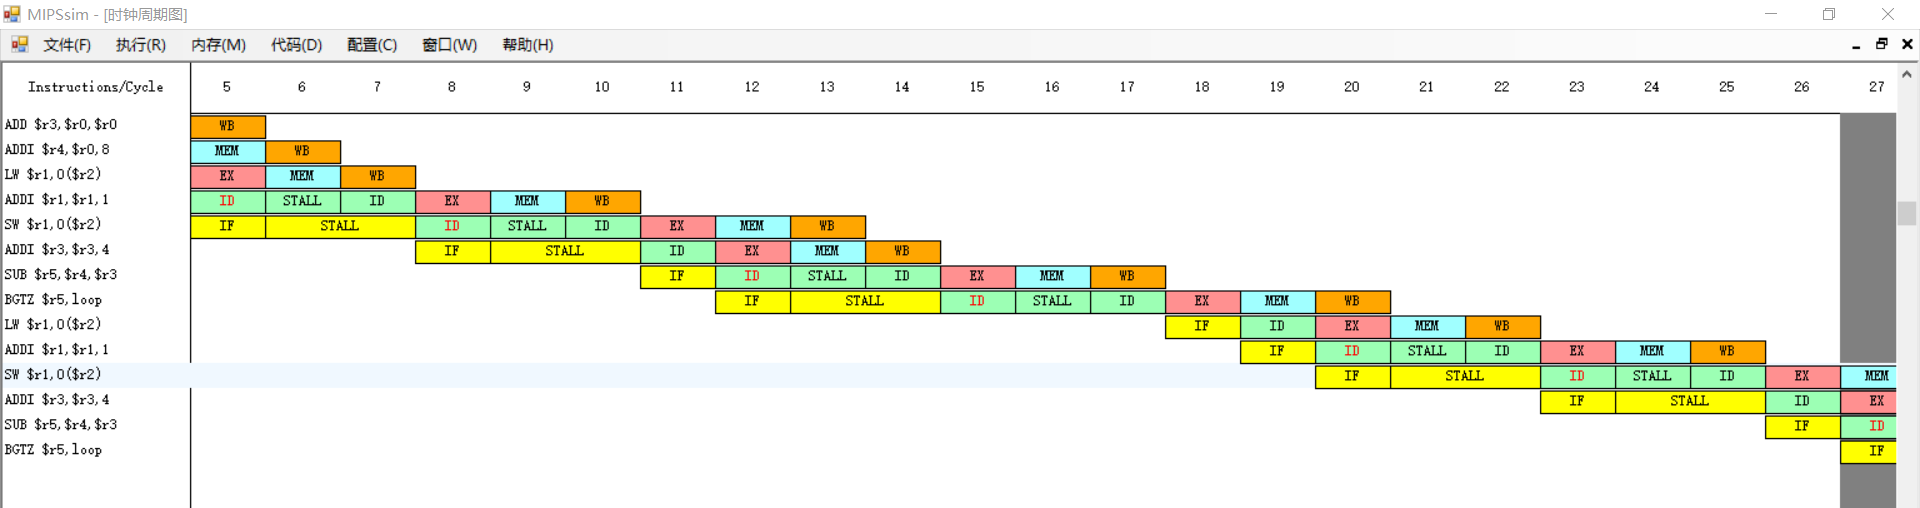 MIPSsim - [时钟周期图]
文件(F) 执行(R) 内存(M) 代码(D) 配置(C) 窗口(W) 帮助(H)
Instructions/Cycle 5 6 7 8 9 10 11 12 13 14 15 16 17 18 19 20 21 22 23 24 25 26 27
ADD $r3,$r0,$r0 WB
ADDI $r4,$r0,8 MEM WB
LW $r1,0($r2) EX MEM WB
ADDI $r1,$r1,1 ID STALL ID EX MEM WB
SW $r1,0($r2) IF STALL ID STALL ID EX MEM WB
ADDI $r3,$r3,4 IF STALL ID EX MEM WB
SUB $r5,$r4,$r3 IF ID STALL ID EX MEM WB
BGTZ $r5,loop IF STALL ID STALL ID EX MEM WB
LW $r1,0($r2) IF ID EX MEM WB
ADDI $r1,$r1,1 IF ID STALL ID EX MEM WB
SW $r1,0($r2) IF STALL ID STALL ID EX MEM
ADDI $r3,$r3,4 IF STALL ID EX
SUB $r5,$r4,$r3 IF ID
BGTZ $r5,loop IF